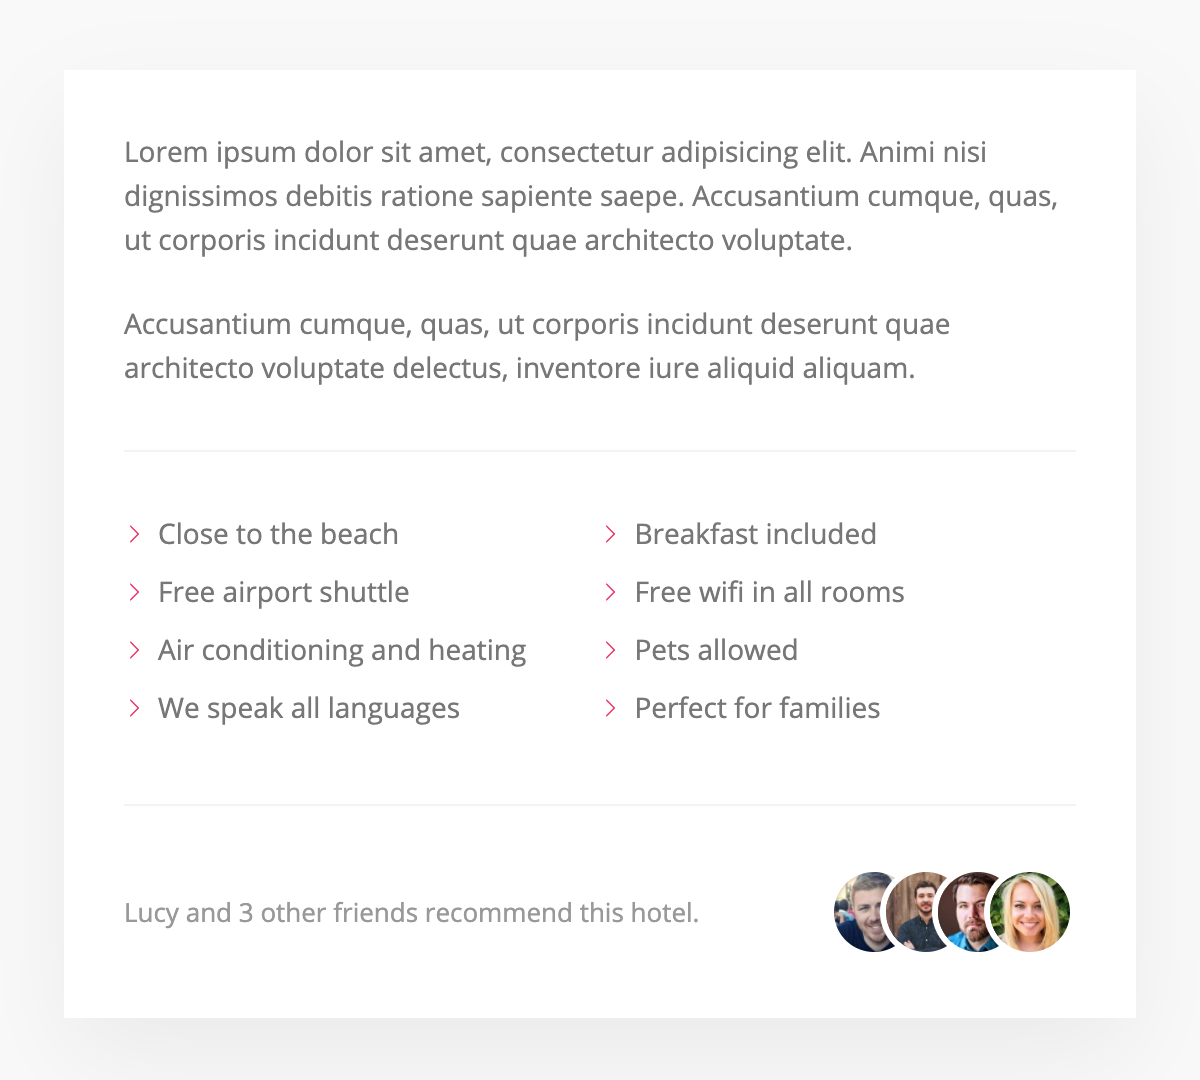 Lorem ipsum dolor sit amet, consectetur adipisicing elit. Animi nisi
dignissimos debitis ratione sapiente saepe. Accusantium cumque, quas,
ut corporis incidunt deserunt quae architecto voluptate.
Accusantium cumque, quas, ut corporis incidunt deserunt quae
architecto voluptate delectus, inventore iure aliquid aliquam.
Close to the beach
Breakfast included
Free airport shuttle
Free wifi in all rooms
Air conditioning and heating
Pets allowed
We speak all languages
Perfect for families
Lucy and 3 other friends recommend this hotel.